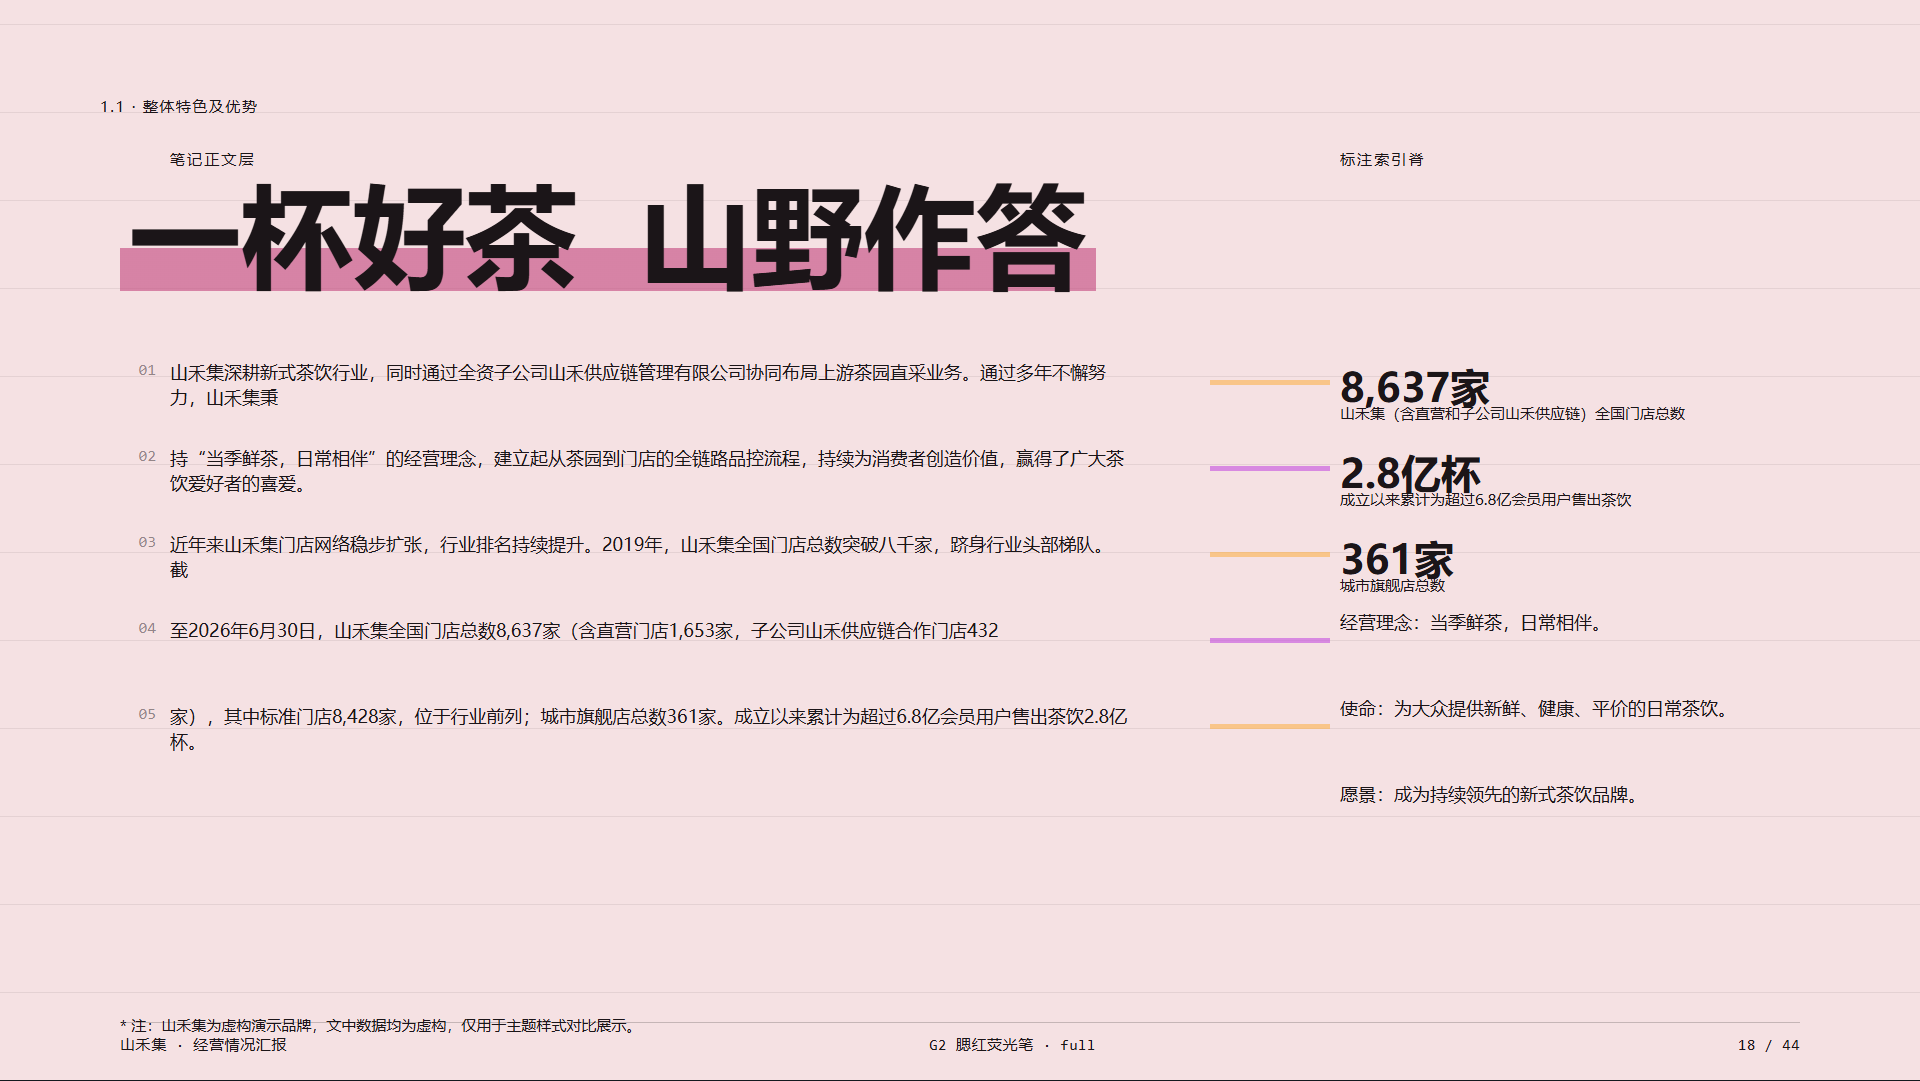 1.1 · 整体特色及优势
笔记正文层
标注索引脊
一杯好茶 山野作答
01 山禾集深耕新式茶饮行业，同时通过全资子公司山禾供应链管理有限公司协同布局上游茶园直采业务。通过多年不懈努
力，山禾集秉
02 持“当季鲜茶，日常相伴”的经营理念，建立起从茶园到门店的全链路品控流程，持续为消费者创造价值，赢得了广大茶
饮爱好者的喜爱。
03 近年来山禾集门店网络稳步扩张，行业排名持续提升。2019年，山禾集全国门店总数突破八千家，跻身行业头部梯队。
截
04 至2026年6月30日，山禾集全国门店总数8,637家（含直营门店1,653家，子公司山禾供应链合作门店432
05 家），其中标准门店8,428家，位于行业前列；城市旗舰店总数361家。成立以来累计为超过6.8亿会员用户售出茶饮2.8亿
杯。
8,637家
山禾集（含直营和子公司山禾供应链）全国门店总数
2.8亿杯
成立以来累计为超过6.8亿会员用户售出茶饮
361家
城市旗舰店总数
经营理念：当季鲜茶，日常相伴。
使命：为大众提供新鲜、健康、平价的日常茶饮。
愿景：成为持续领先的新式茶饮品牌。
* 注：山禾集为虚构演示品牌，文中数据均为虚构，仅用于主题样式对比展示。
山禾集 · 经营情况汇报
G2 腮红荧光笔 · full
18 / 44